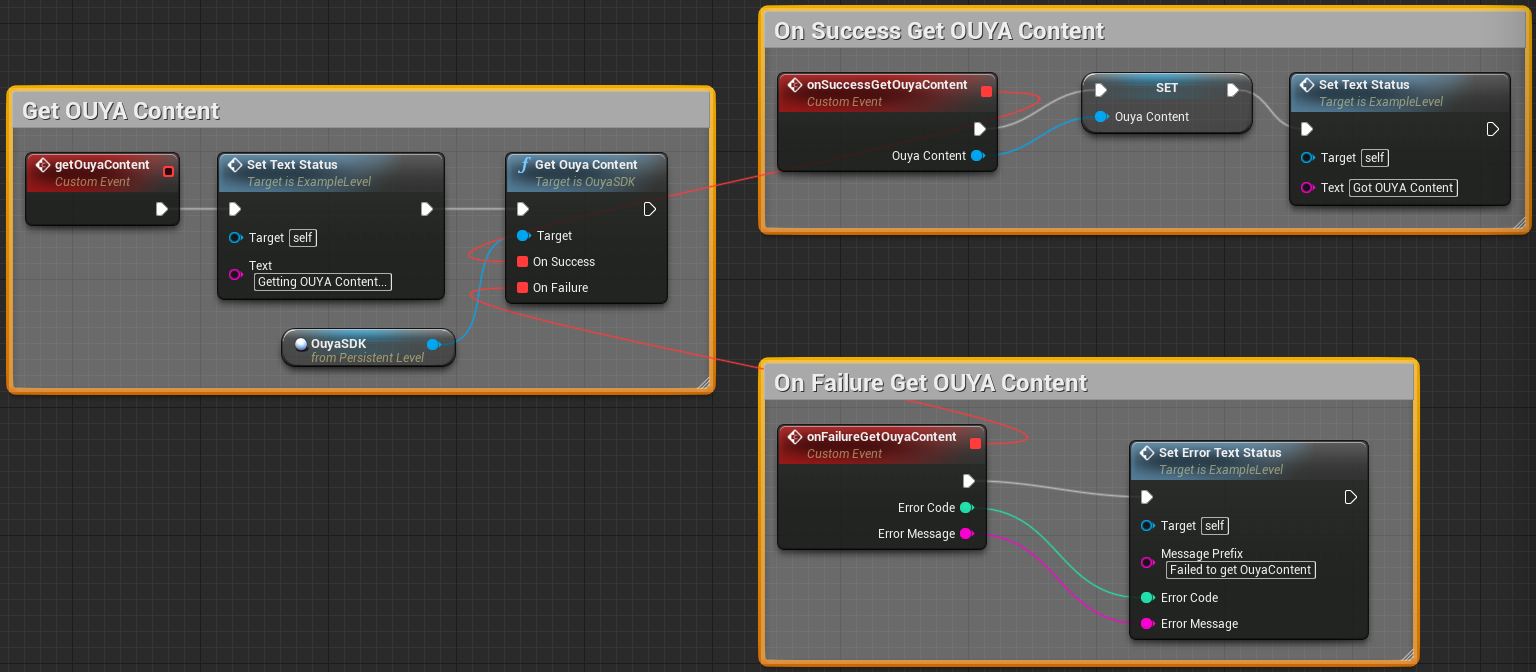 Get OUYA Content
getOuyaContent
Custom Event
Set Text Status
Target is ExampleLevel
Target self
Text
Getting OUYA Content...
Get Ouya Content
Target is OuyaSDK
Target
On Success
On Failure
OuyaSDK
from Persistent Level
On Success Get OUYA Content
onSuccessGetOuyaContent
Custom Event
Ouya Content
SET
Ouya Content
Set Text Status
Target is ExampleLevel
Target self
Text Got OUYA Content
On Failure Get OUYA Content
onFailureGetOuyaContent
Custom Event
Error Code
Error Message
Set Error Text Status
Target is ExampleLevel
Target self
Message Prefix
Failed to get OuyaContent
Error Code
Error Message